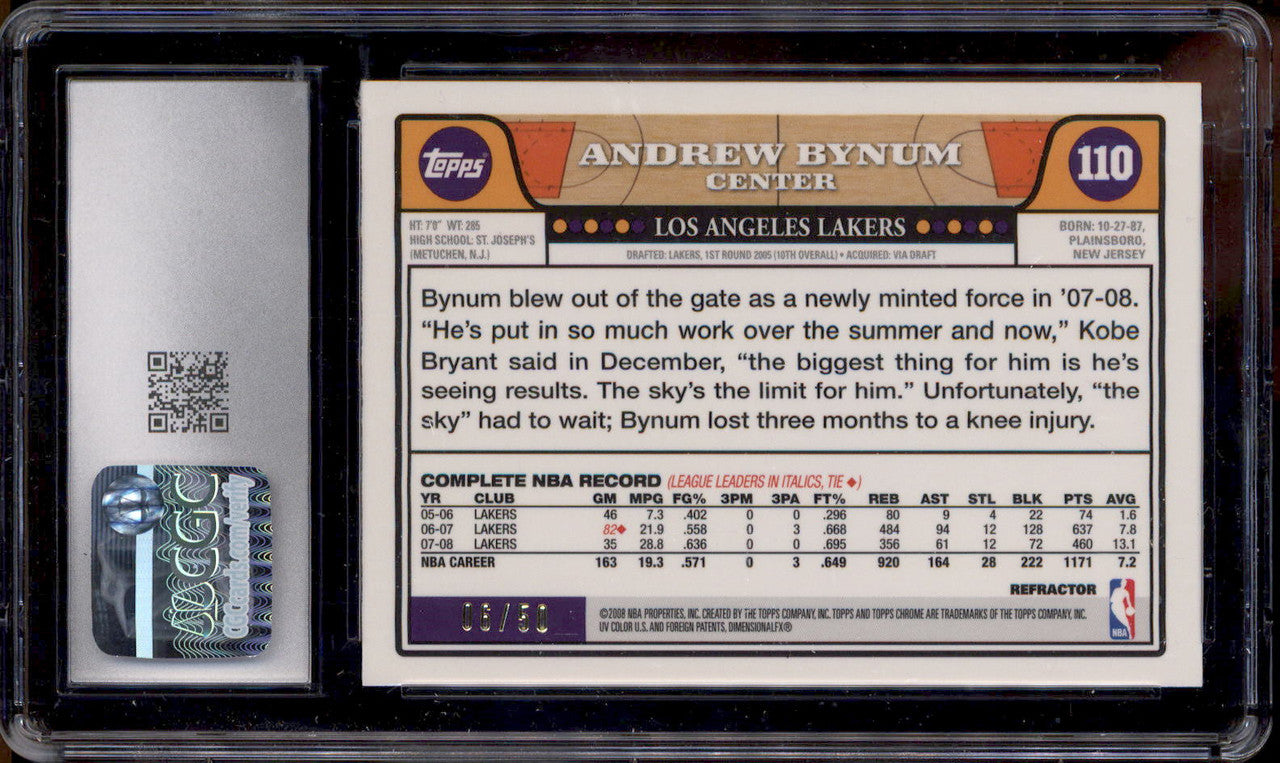 Topps
ANDREW BYNUM
CENTER
110
HT: 7'0" WT: 285
HIGH SCHOOL: ST. JOSEPH'S
(METUCHEN, N.J.)
LOS ANGELES LAKERS
DRAFTED: LAKERS, 1ST ROUND 2005 (10TH OVERALL) • ACQUIRED: VIA DRAFT
BORN: 10-27-87,
PLAINSBORO,
NEW JERSEY
Bynum blew out of the gate as a newly minted force in '07-08.
“He's put in so much work over the summer and now,” Kobe
Bryant said in December, “the biggest thing for him is he's
seeing results. The sky's the limit for him.” Unfortunately, “the
sky” had to wait; Bynum lost three months to a knee injury.
COMPLETE NBA RECORD (LEAGUE LEADERS IN ITALICS, TIE ◆)
YR CLUB GM MPG FG% 3PM 3PA FT% REB AST STL BLK PTS AVG
05-06 LAKERS 46 7.3 .402 0 0 .296 80 9 4 22 74 1.6
06-07 LAKERS 82◆ 21.9 .558 0 3 .668 484 94 12 128 637 7.8
07-08 LAKERS 35 28.8 .636 0 0 .695 356 61 12 72 460 13.1
NBA CAREER 163 19.3 .571 0 3 .649 920 164 28 222 1171 7.2
REFRACTOR
06/50
©2008 NBA PROPERTIES, INC. CREATED BY THE TOPPS COMPANY, INC. TOPPS AND TOPPS CHROME ARE TRADEMARKS OF THE TOPPS COMPANY, INC.
UV COLOR U.S. AND FOREIGN PATENTS, DIMENSIONALFX®
NBA
CGC